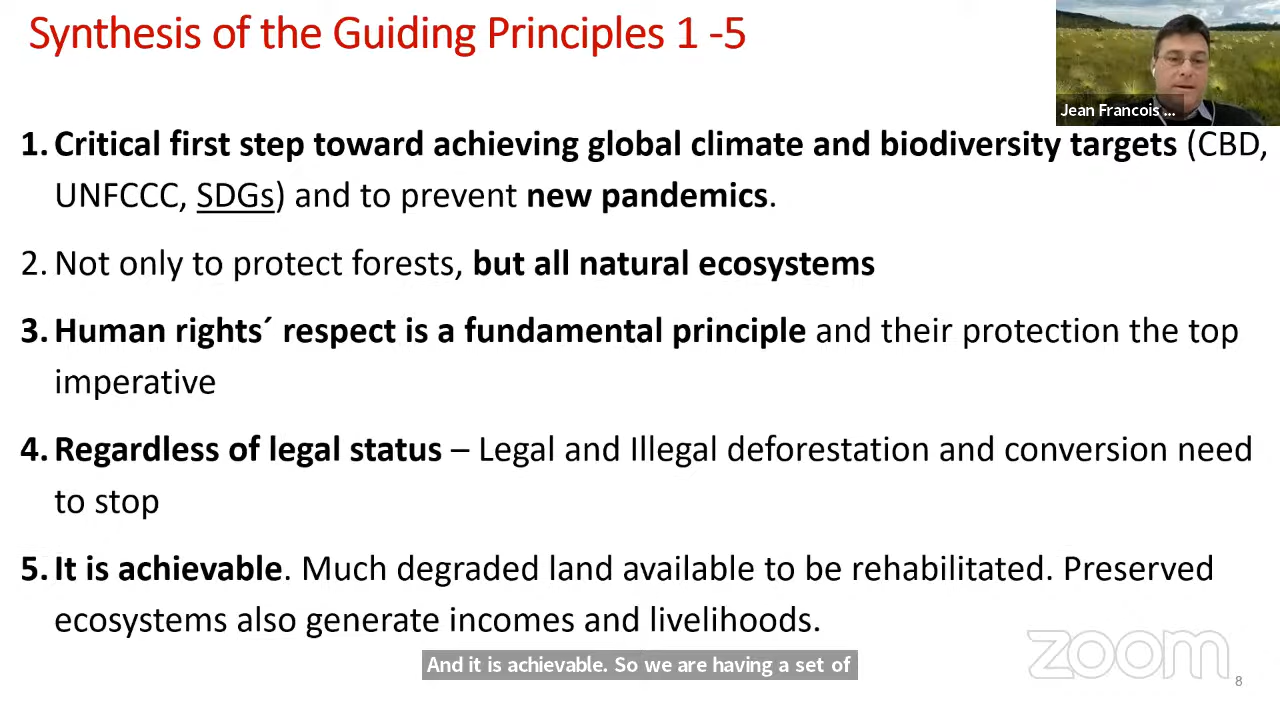 Synthesis of the Guiding Principles 1 -5
Jean Francois ...
1. Critical first step toward achieving global climate and biodiversity targets (CBD,
UNFCCC, SDGs) and to prevent new pandemics.
2. Not only to protect forests, but all natural ecosystems
3. Human rights´ respect is a fundamental principle and their protection the top
imperative
4. Regardless of legal status – Legal and Illegal deforestation and conversion need
to stop
5. It is achievable. Much degraded land available to be rehabilitated. Preserved
ecosystems also generate incomes and livelihoods.
And it is achievable. So we are having a set of
zoom
8